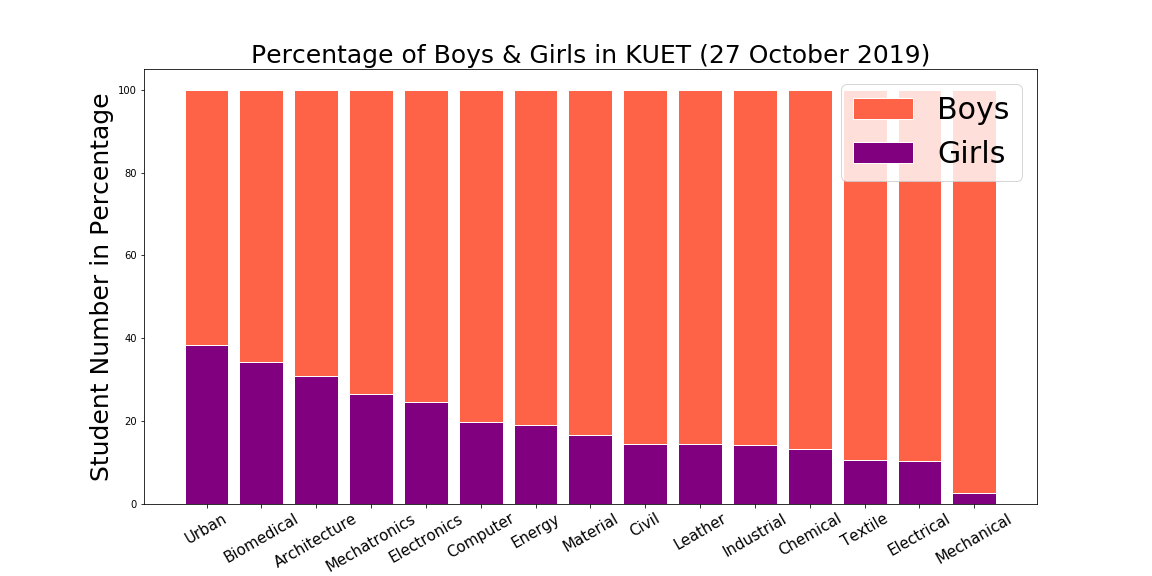 Percentage of Boys & Girls in KUET (27 October 2019)
Student Number in Percentage
100
80
60
40
20
0
Boys
Girls
Urban
Biomedical
Architecture
Mechatronics
Electronics
Computer
Energy
Material
Civil
Leather
Industrial
Chemical
Textile
Electrical
Mechanical